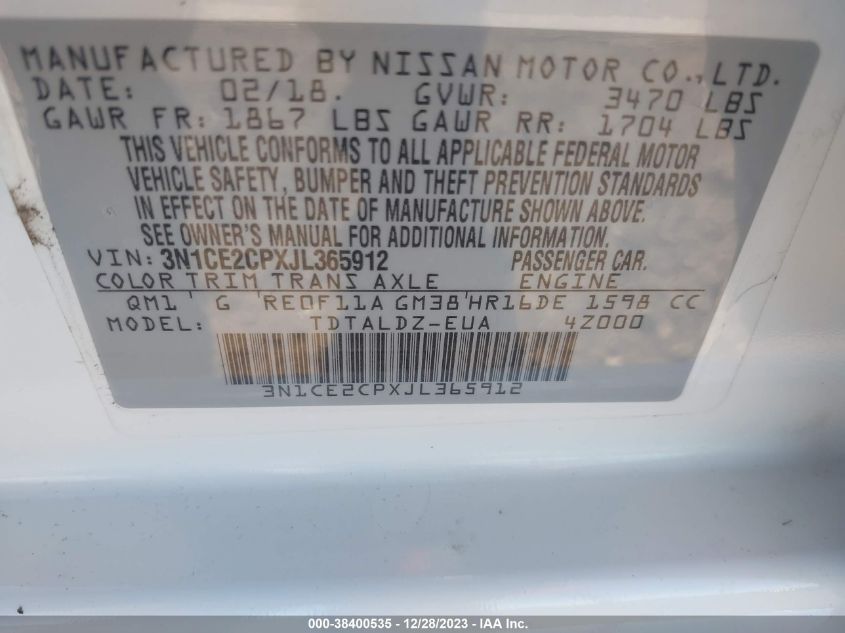 MANUFACTURED BY NISSAN MOTOR CO., LTD.
DATE: 02/18. GVWR: 3470 LBS
GAWR FR: 1867 LBS GAWR RR: 1704 LBS
THIS VEHICLE CONFORMS TO ALL APPLICABLE FEDERAL MOTOR
VEHICLE SAFETY, BUMPER AND THEFT PREVENTION STANDARDS
IN EFFECT ON THE DATE OF MANUFACTURE SHOWN ABOVE.
SEE OWNER'S MANUAL FOR ADDITIONAL INFORMATION.
VIN: 3N1CE2CPXJL365912 PASSENGER CAR.
COLOR TRIM TRANS AXLE ENGINE
QM1 G RE0F11A GM38 HR16DE 1598 CC
MODEL: TDTALDZ-EUA 4Z000
3N1CE2CPXJL365912
000-38400535 - 12/28/2023 - IAA Inc.